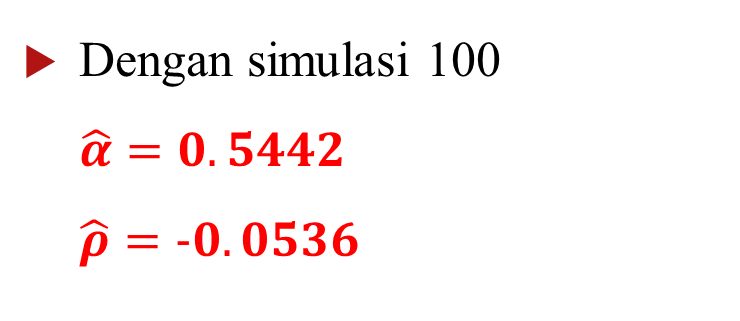 Dengan simulasi 100
α̂ = 0.5442
ρ̂ = -0.0536